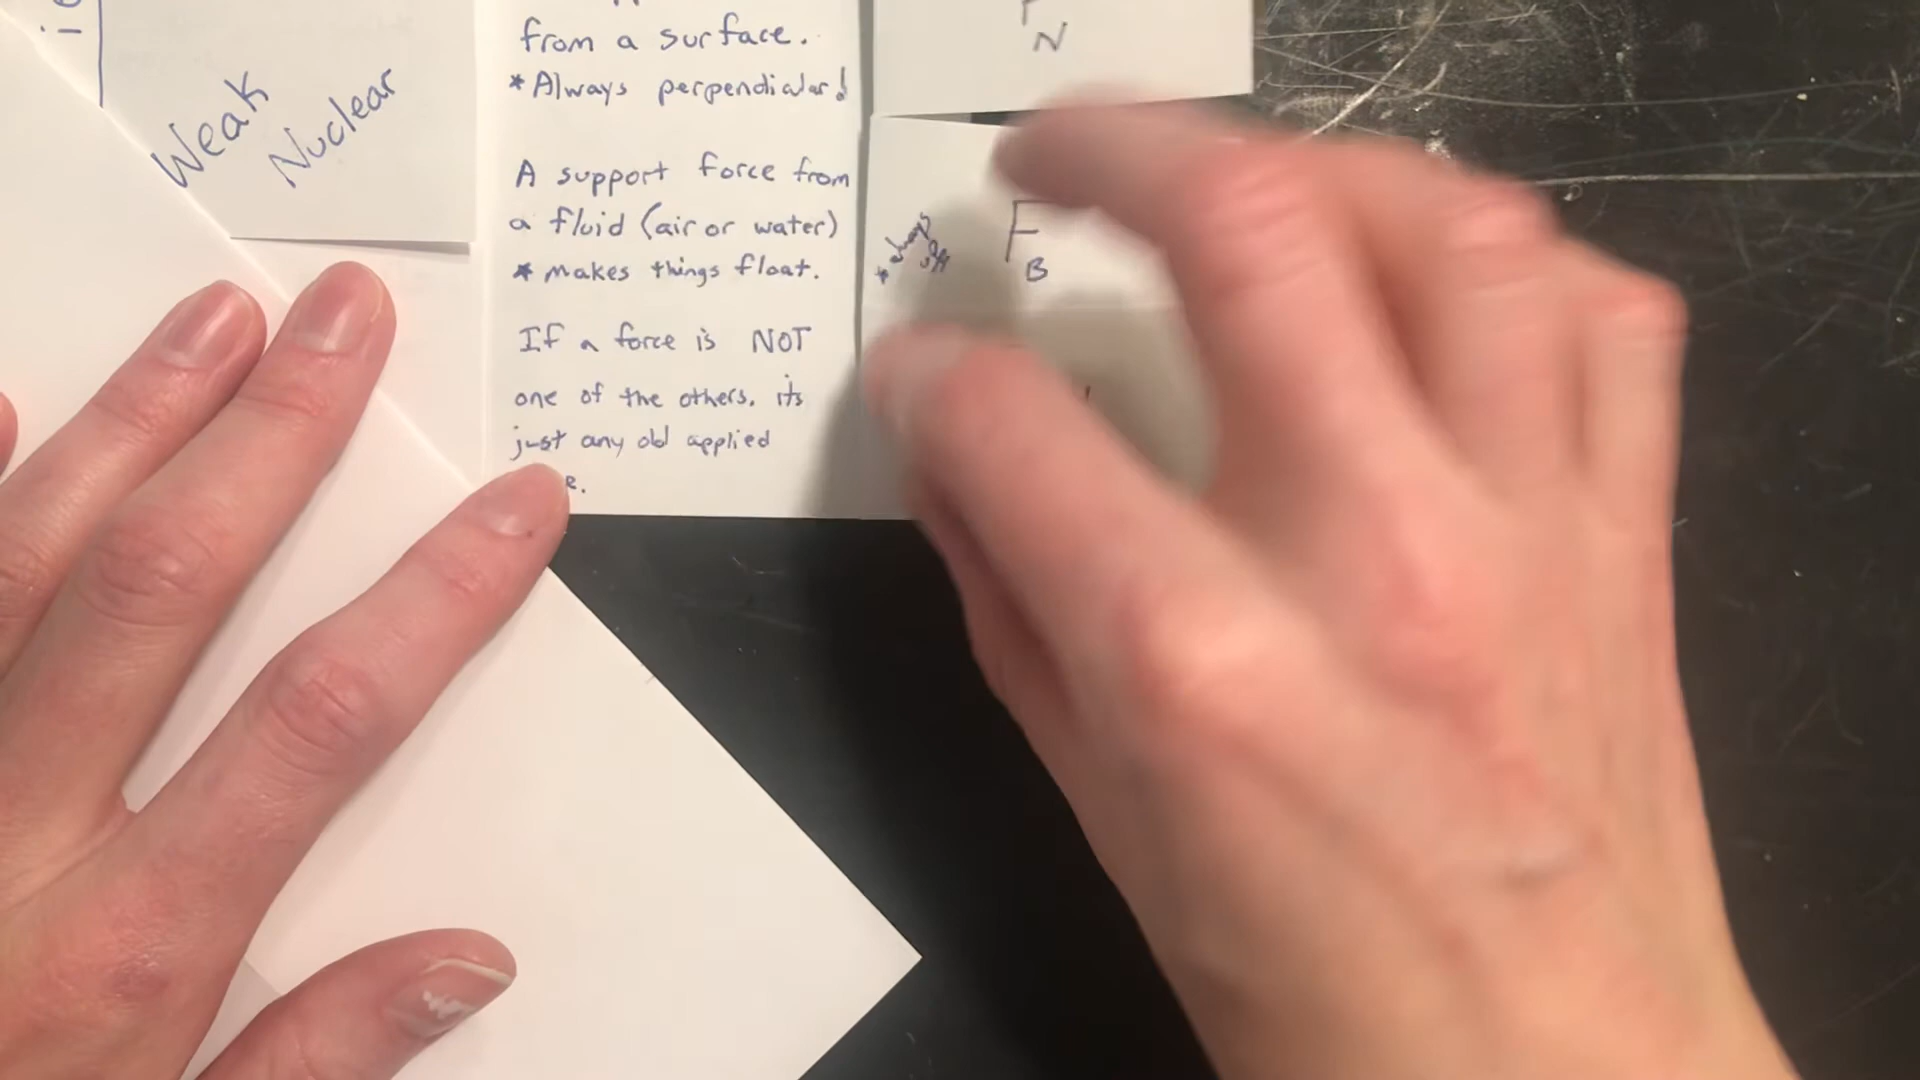 Weak
Nuclear
from a surface.
*Always perpendicular!
A support force from
a fluid (air or water)
* makes things float.
If a force is NOT
one of the others, its
just any old applied
e.
F
N
* always
F
B